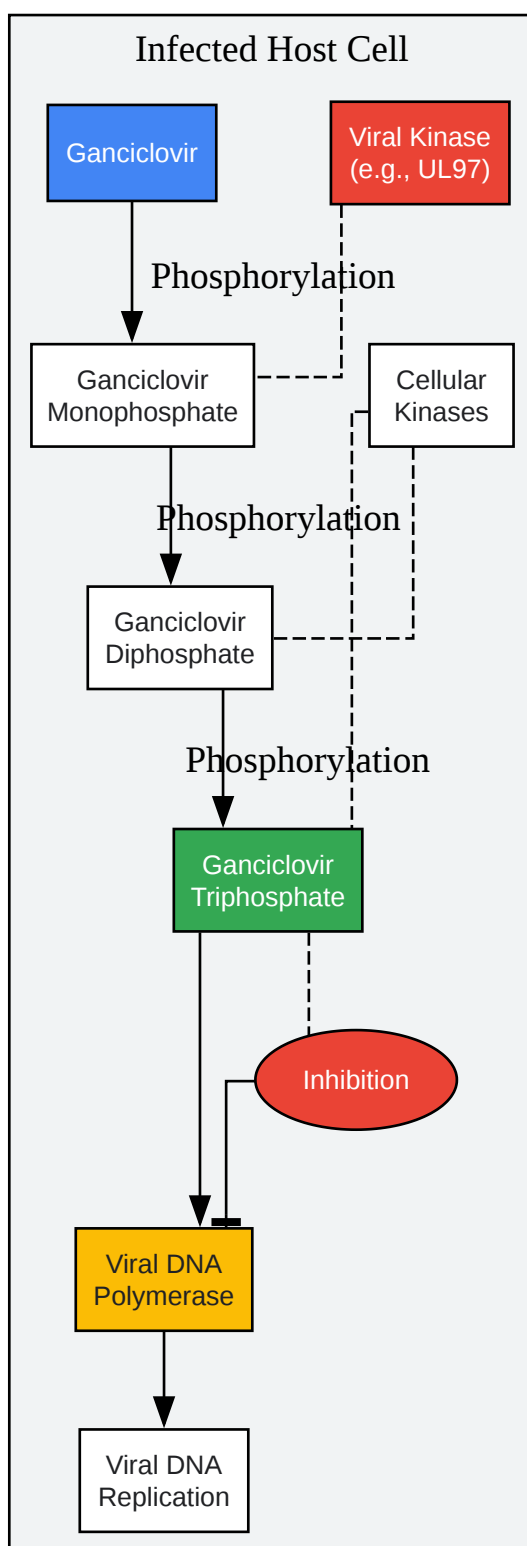 Infected Host Cell
Ganciclovir
Viral Kinase
(e.g., UL97)
Phosphorylation
Ganciclovir
Monophosphate
Cellular
Kinases
Phosphorylation
Ganciclovir
Diphosphate
Phosphorylation
Ganciclovir
Triphosphate
Inhibition
Viral DNA
Polymerase
Viral DNA
Replication